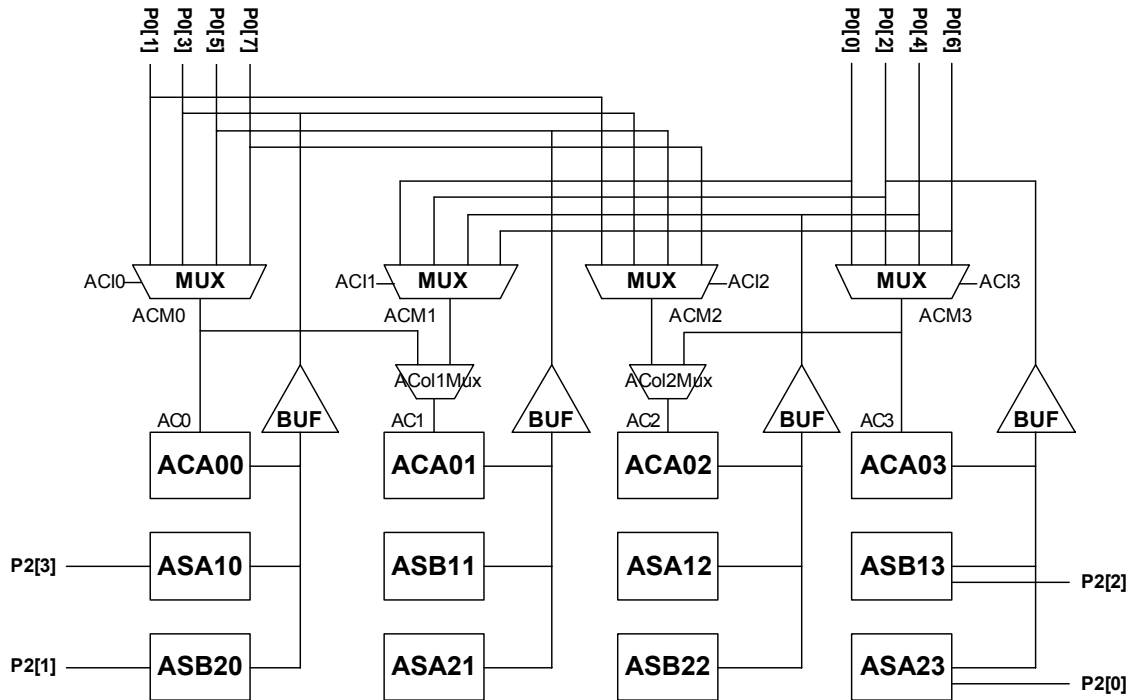 P0[1] P0[3] P0[5] P0[7] P0[0] P0[2] P0[4] P0[6]
ACI0 MUX ACI1 MUX MUX ACI2 MUX ACI3
ACM0 ACM1 ACM2 ACM3
ACol1Mux ACol2Mux
AC0 BUF AC1 BUF AC2 BUF AC3 BUF
ACA00 ACA01 ACA02 ACA03
P2[3] ASA10 ASB11 ASA12 ASB13 P2[2]
P2[1] ASB20 ASA21 ASB22 ASA23 P2[0]